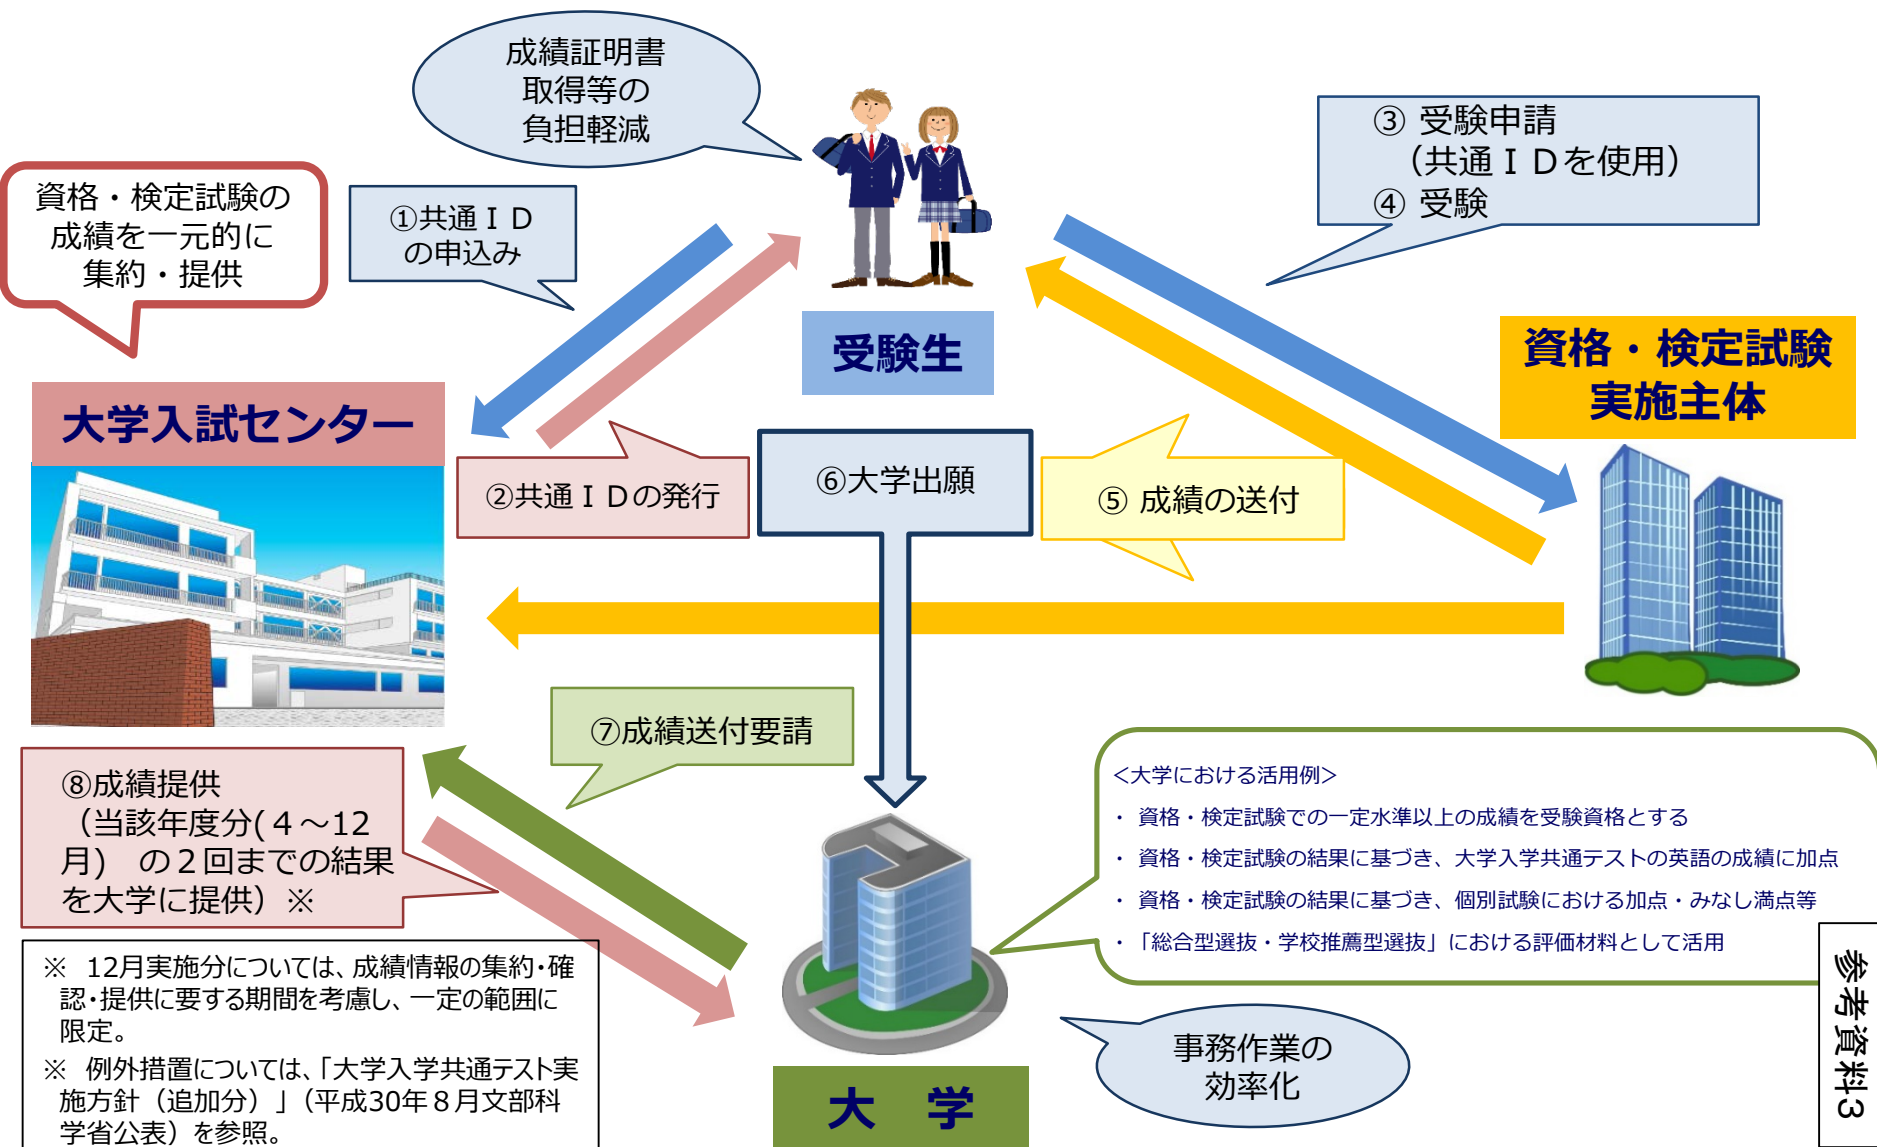 成績証明書
取得等の
負担軽減
③ 受験申請
（共通ＩＤを使用）
④ 受験
資格・検定試験の
成績を一元的に
集約・提供
①共通ＩＤ
の申込み
受験生
資格・検定試験
実施主体
大学入試センター
②共通ＩＤの発行
⑥大学出願
⑤ 成績の送付
⑦成績送付要請
⑧成績提供
（当該年度分(４～12
月)　の２回までの結果
を大学に提供）※
＜大学における活用例＞
・ 資格・検定試験での一定水準以上の成績を受験資格とする
・ 資格・検定試験の結果に基づき、大学入学共通テストの英語の成績に加点
・ 資格・検定試験の結果に基づき、個別試験における加点・みなし満点等
・「総合型選抜・学校推薦型選抜」における評価材料として活用
※　12月実施分については、成績情報の集約・確
認・提供に要する期間を考慮し、一定の範囲に
限定。
※　例外措置については、「大学入学共通テスト実
施方針（追加分）」（平成30年８月文部科
学省公表）を参照。
事務作業の
効率化
大　学
参考資料3